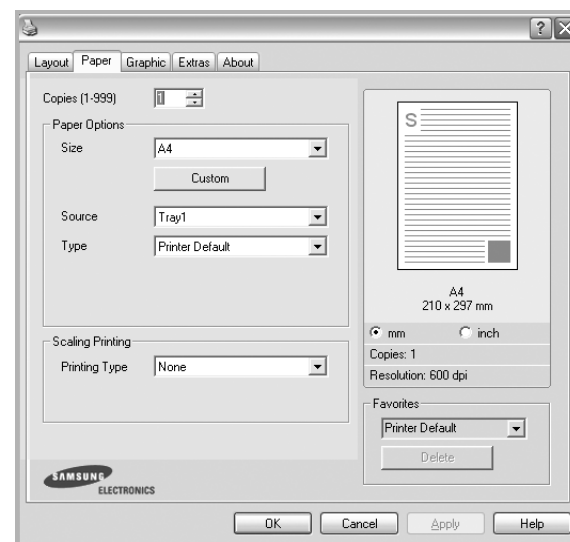 Layout Paper Graphic Extras About
Copies (1-999) 1
Paper Options
Size A4
Custom
Source Tray1
Type Printer Default
Scaling Printing
Printing Type None
SAMSUNG
ELECTRONICS
S
A4
210 x 297 mm
mm inch
Copies: 1
Resolution: 600 dpi
Favorites
Printer Default
Delete
OK Cancel Apply Help